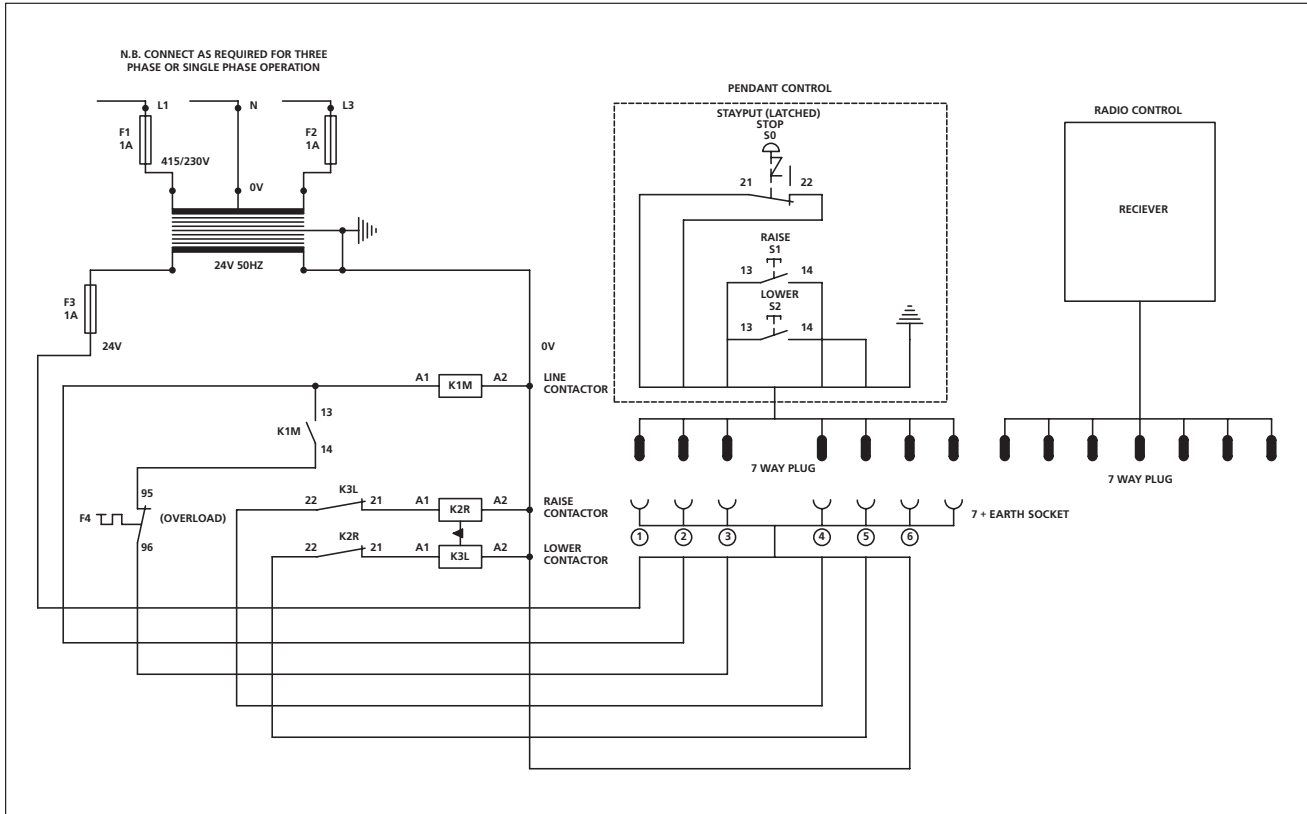 N.B. CONNECT AS REQUIRED FOR THREE
PHASE OR SINGLE PHASE OPERATION
L1
N
L3
F1
1A
F2
1A
415/230V
0V
24V 50HZ
F3
1A
24V
0V
A1
K1M
A2
LINE
CONTACTOR
13
K1M
14
95
F4
(OVERLOAD)
96
K3L
22
21
A1
K2R
A2
RAISE
CONTACTOR
K2R
22
21
A1
K3L
A2
LOWER
CONTACTOR
PENDANT CONTROL
STAYPUT (LATCHED)
STOP
S0
21
22
RAISE
S1
13
14
LOWER
S2
13
14
7 WAY PLUG
7 + EARTH SOCKET
1
2
3
4
5
6
RADIO CONTROL
RECIEVER
7 WAY PLUG